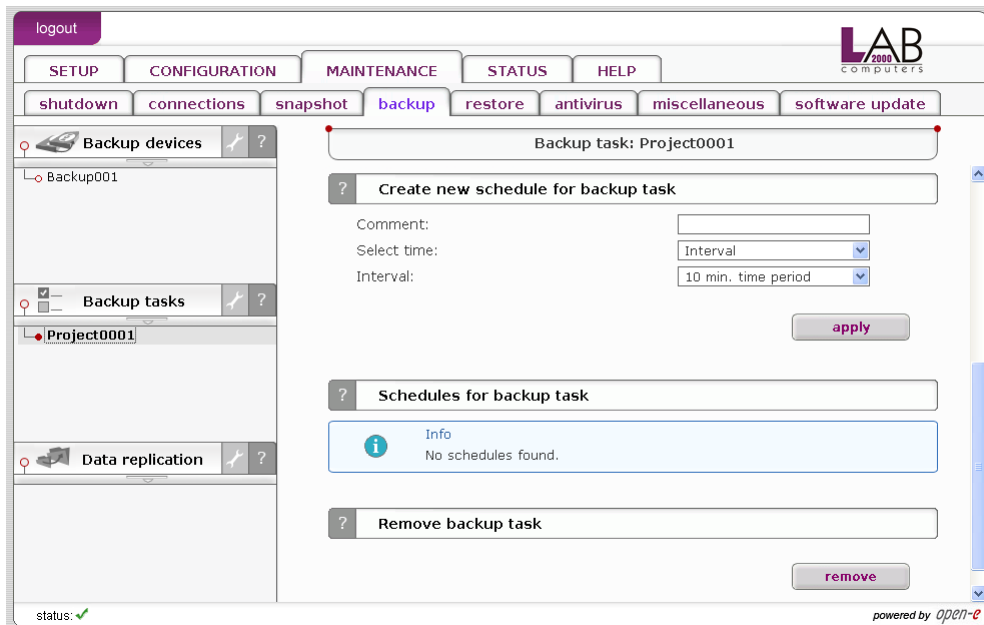 logout
LAB
2000
computers
SETUP CONFIGURATION MAINTENANCE STATUS HELP
shutdown connections snapshot backup restore antivirus miscellaneous software update
Backup devices ?
Backup001
Backup tasks ?
Project0001
Data replication ?
Backup task: Project0001
? Create new schedule for backup task
Comment:
Select time: Interval
Interval: 10 min. time period
apply
? Schedules for backup task
i Info
No schedules found.
? Remove backup task
remove
status:
powered by open-e